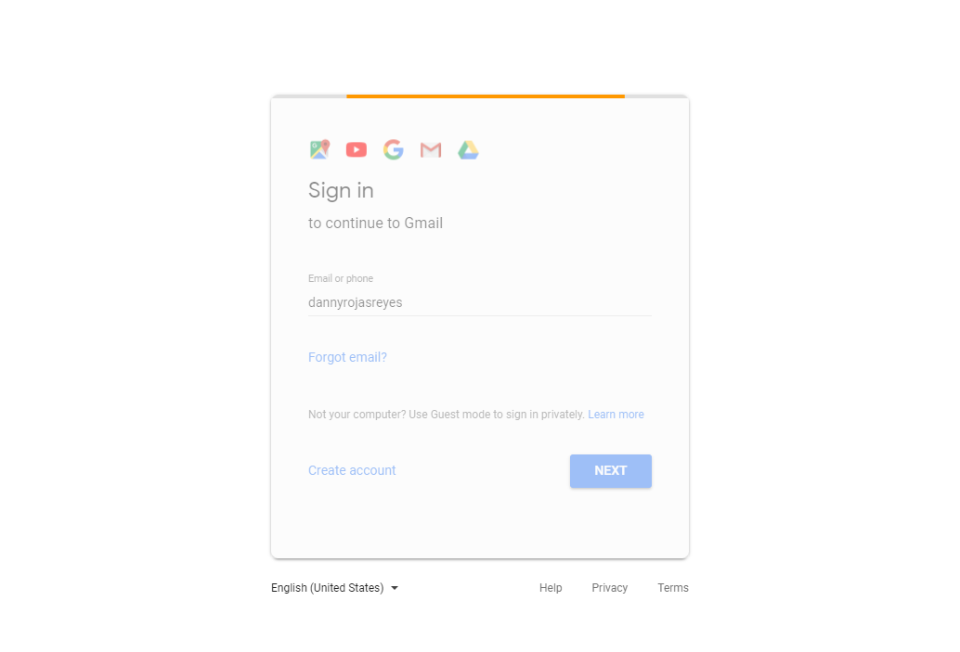 Sign in
to continue to Gmail
Email or phone
dannyrojasreyes
Forgot email?
Not your computer? Use Guest mode to sign in privately. Learn more
Create account NEXT
English (United States) Help Privacy Terms